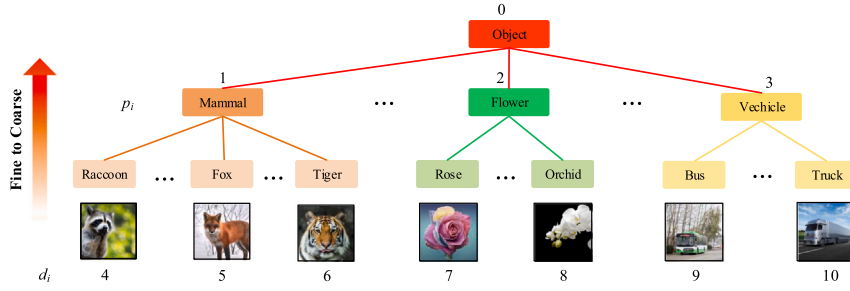 0
Object
1
2
3
p_i
Mammal
...
Flower
...
Vechicle
Fine to Coarse
Raccoon
...
Fox
...
Tiger
Rose
...
Orchid
Bus
...
Truck
d_i
4
5
6
7
8
9
10